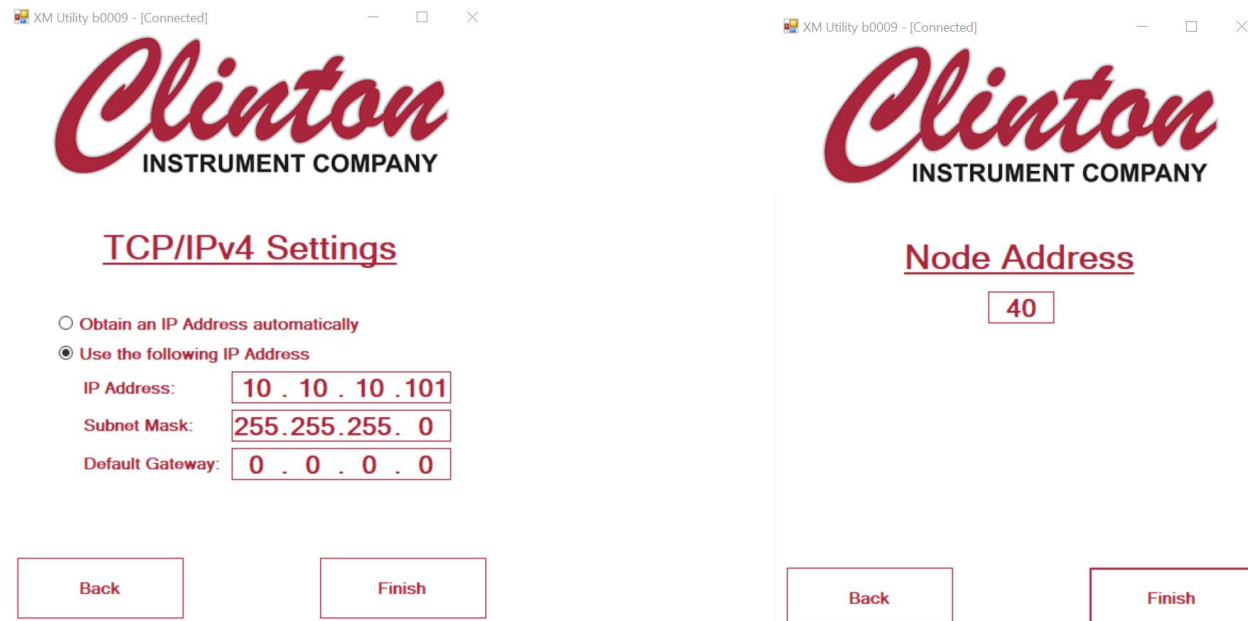 XM Utility b0009 - [Connected]
Clinton
INSTRUMENT COMPANY
TCP/IPv4 Settings
Obtain an IP Address automatically
Use the following IP Address
IP Address: 10 . 10 . 10 .101
Subnet Mask: 255.255.255. 0
Default Gateway: 0 . 0 . 0 . 0
Back Finish
XM Utility b0009 - [Connected]
Clinton
INSTRUMENT COMPANY
Node Address
40
Back Finish